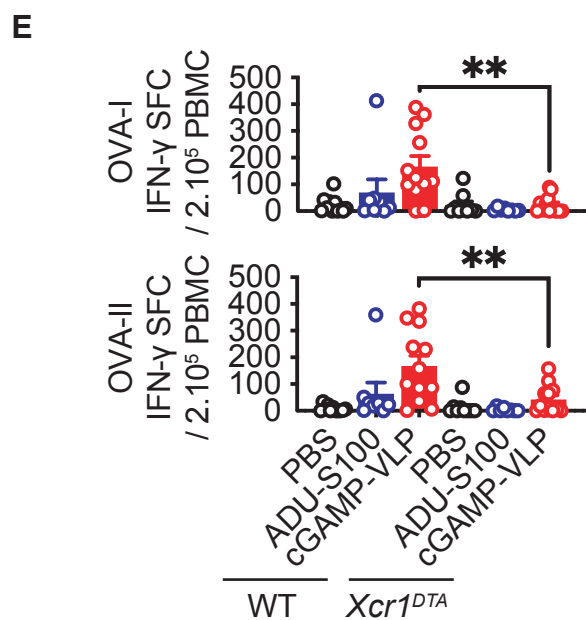 E
OVA-I
IFN-γ SFC
/ 2.10⁵ PBMC
500
400
300
200
100
0
**
OVA-II
IFN-γ SFC
/ 2.10⁵ PBMC
500
400
300
200
100
0
**
PBS
ADU-S100
cGAMP-VLP
PBS
ADU-S100
cGAMP-VLP
WT
Xcr1ᴰᵀᴬ